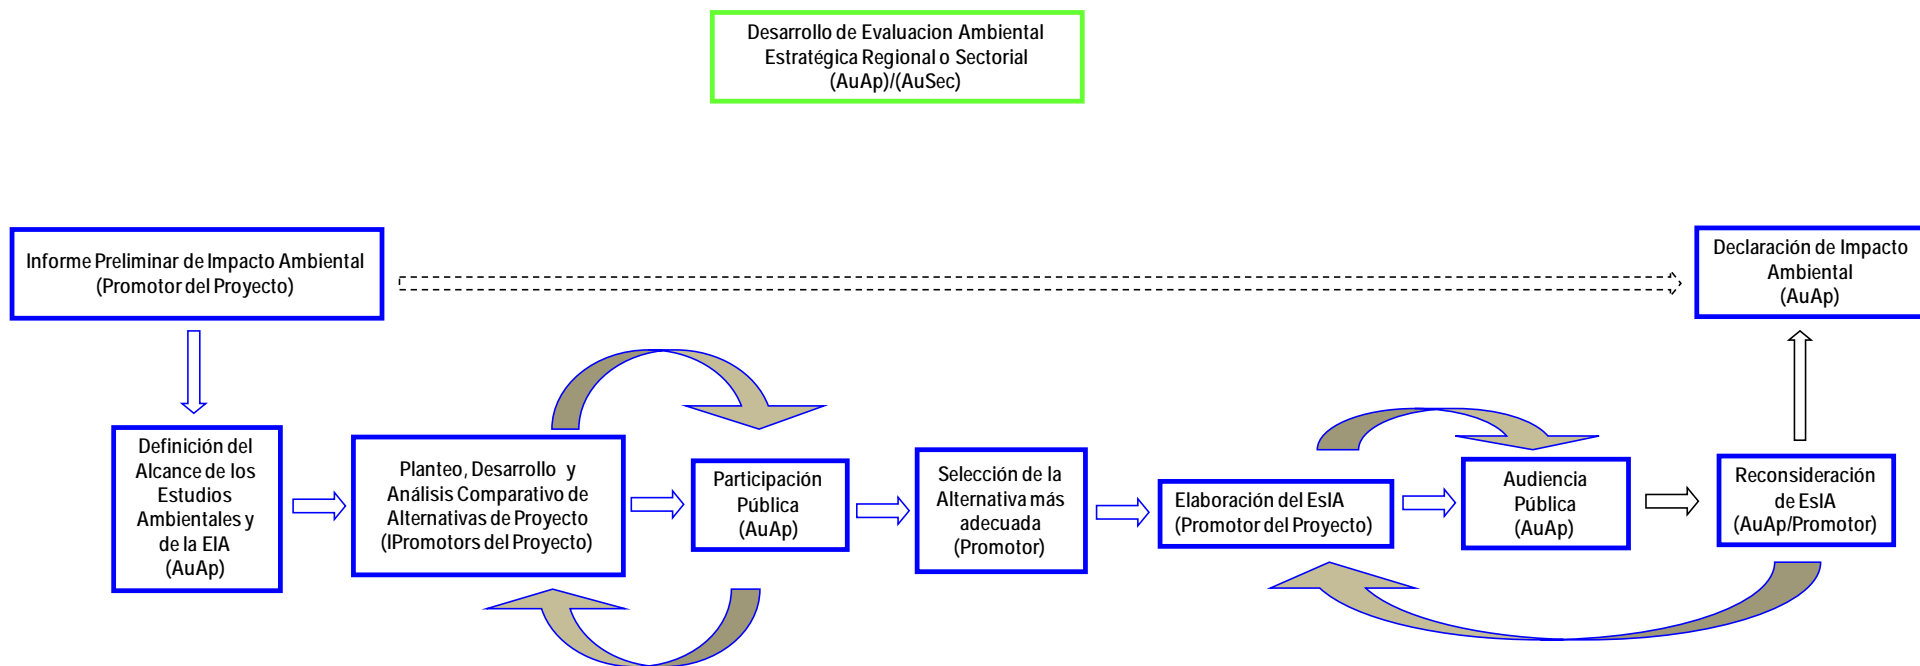 Desarrollo de Evaluacion Ambiental
Estratégica Regional o Sectorial
(AuAp)/(AuSec)
Informe Preliminar de Impacto Ambiental
(Promotor del Proyecto)
Declaración de Impacto
Ambiental
(AuAp)
Definición del
Alcance de los
Estudios
Ambientales y
de la EIA
(AuAp)
Planteo, Desarrollo y
Análisis Comparativo de
Alternativas de Proyecto
(IPromotors del Proyecto)
Participación
Pública
(AuAp)
Selección de la
Alternativa más
adecuada
(Promotor)
Elaboración del EsIA
(Promotor del Proyecto)
Audiencia
Pública
(AuAp)
Reconsideración
de EsIA
(AuAp/Promotor)